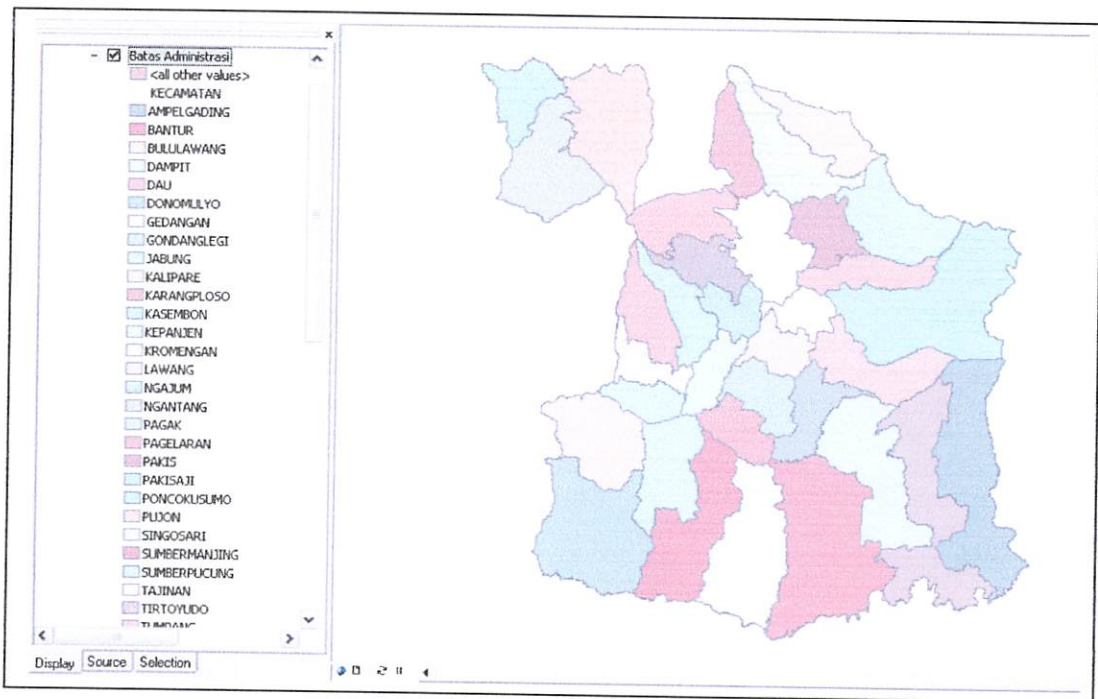 Batas Administrasi
<all other values>
KECAMATAN
AMPELGADING
BANTUR
BULULAWANG
DAMPIT
DAU
DONOMULYO
GEDANGAN
GONDANGLEGI
JABUNG
KALIPARE
KARANGPLOSO
KASEMBON
KEPANJEN
KROMENGAN
LAWANG
NGAJUM
NGANTANG
PAGAK
PAGELARAN
PAKIS
PAKISAJI
PONCOKUSUMO
PUJON
SINGOSARI
SUMBERMANJING
SUMBERPUCUNG
TAJINAN
TIRTOYUDO
TUMPANG
Display Source Selection